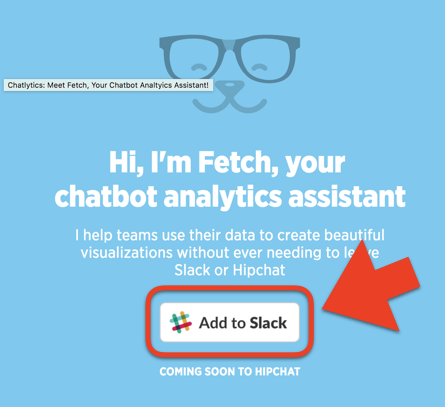 Chatlytics: Meet Fetch, Your Chatbot Analtyics Assistant!
Hi, I'm Fetch, your
chatbot analytics assistant
I help teams use their data to create beautiful
visualizations without ever needing to leave
Slack or Hipchat
Add to Slack
COMING SOON TO HIPCHAT